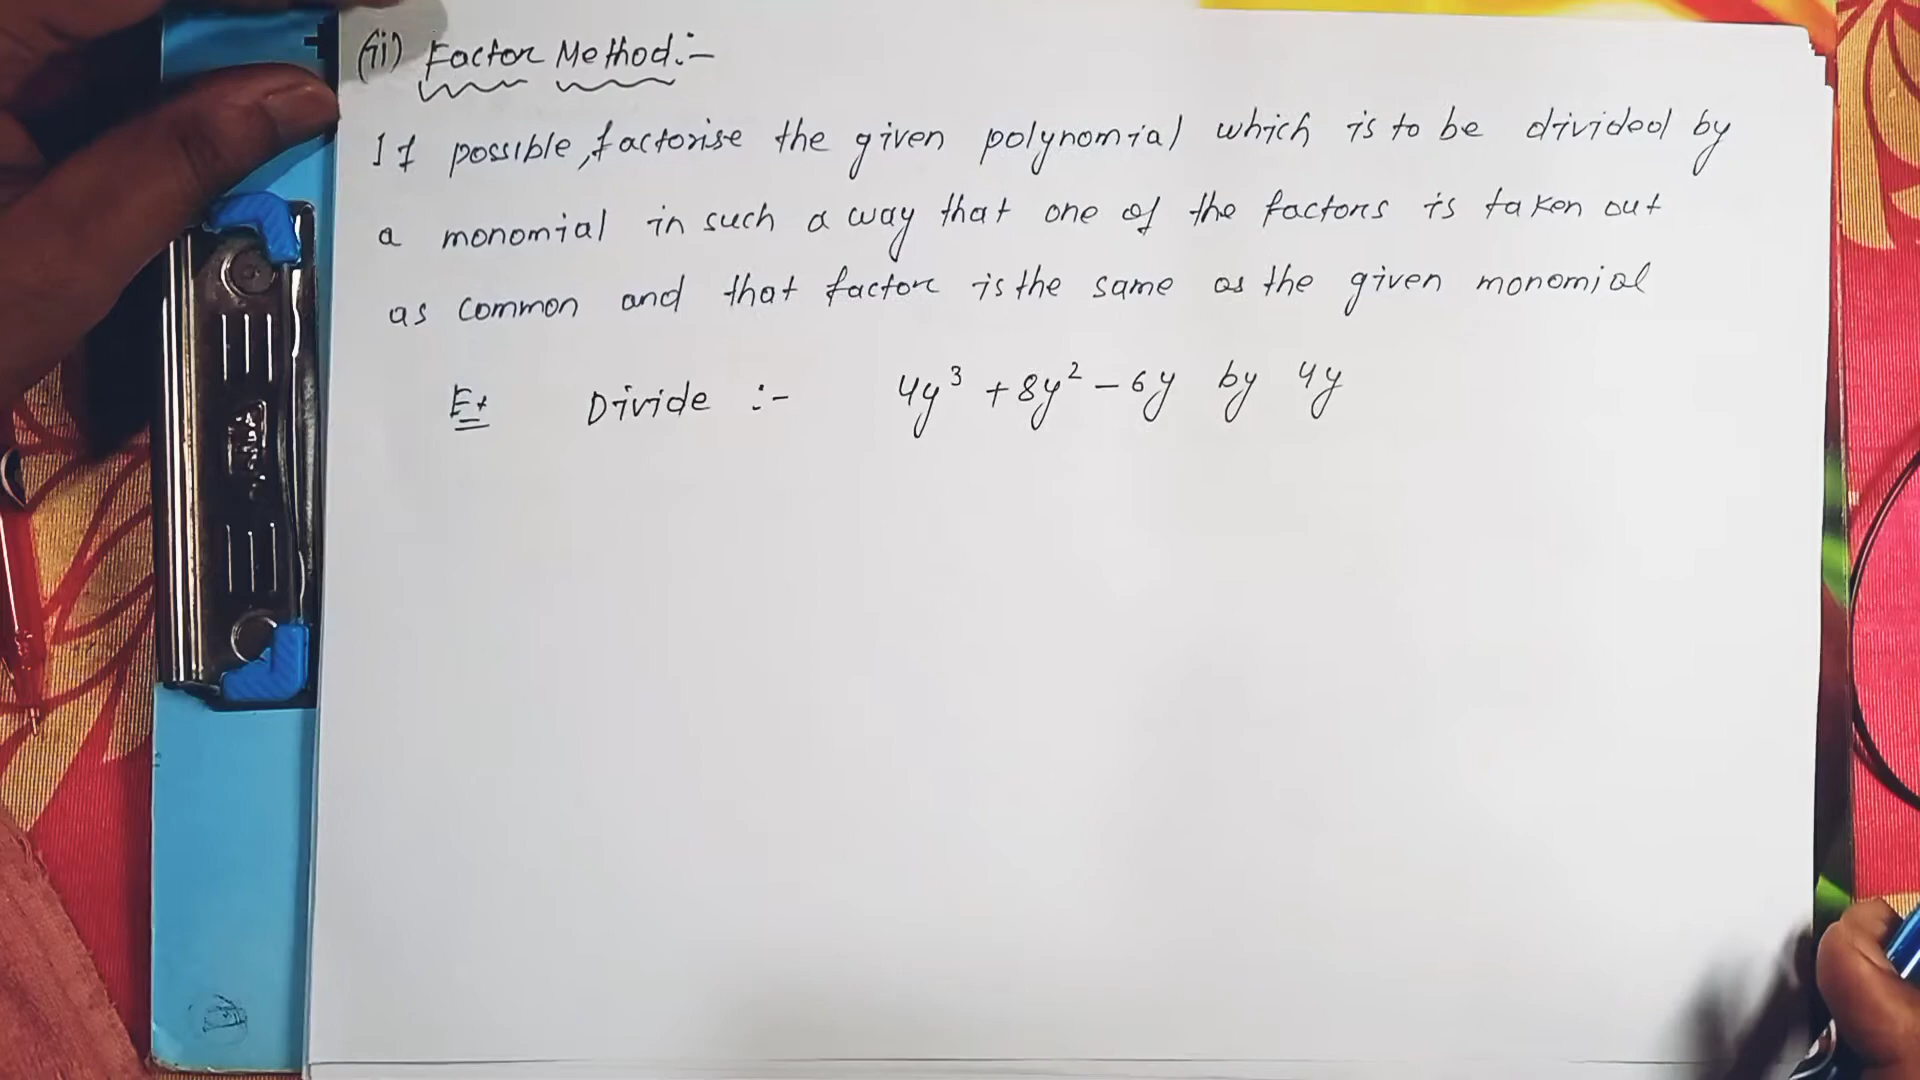 (ii) Factor Method:-
If possible, factorise the given polynomial which is to be divided by
a monomial in such a way that one of the factors is taken out
as common and that factor is the same as the given monomial
Ex Divide :- 4y³ + 8y² - 6y by 4y